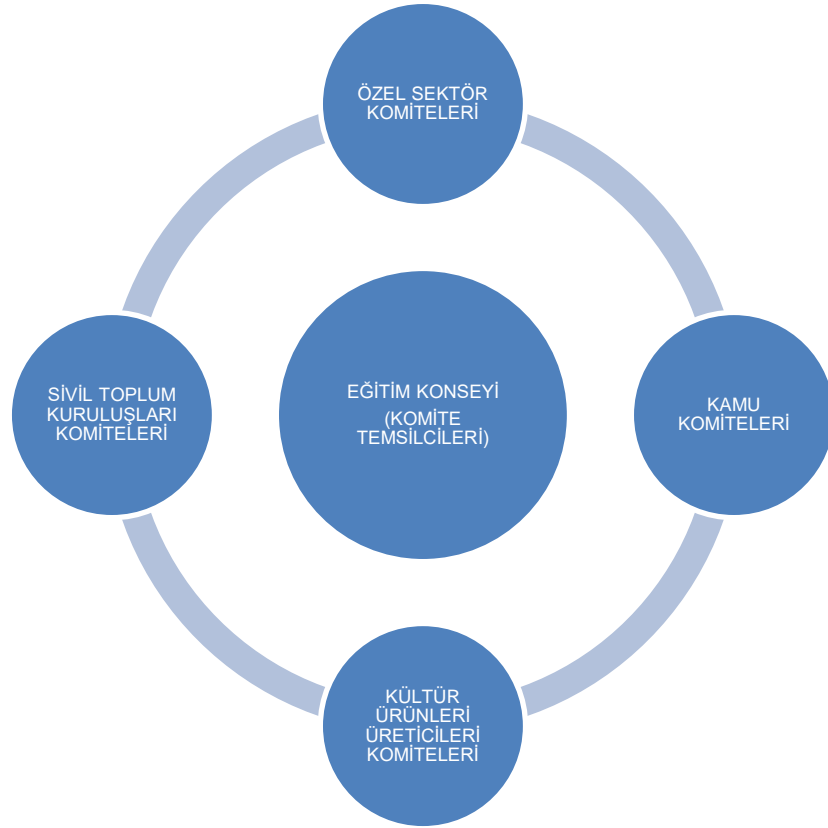 ÖZEL SEKTÖR
KOMİTELERİ
SİVİL TOPLUM
KURULUŞLARI
KOMİTELERİ
EĞİTİM KONSEYİ
(KOMİTE
TEMSİLCİLERİ)
KAMU
KOMİTELERİ
KÜLTÜR
ÜRÜNLERİ
ÜRETİCİLERİ
KOMİTELERİ